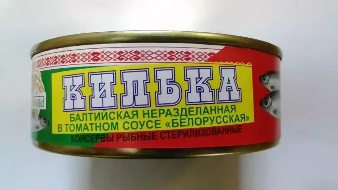 КИЛЬКА
БАЛТИЙСКАЯ НЕРАЗДЕЛАННАЯ
В ТОМАТНОМ СОУСЕ «БЕЛОРУССКАЯ»
КОНСЕРВЫ РЫБНЫЕ СТЕРИЛИЗОВАННЫЕ